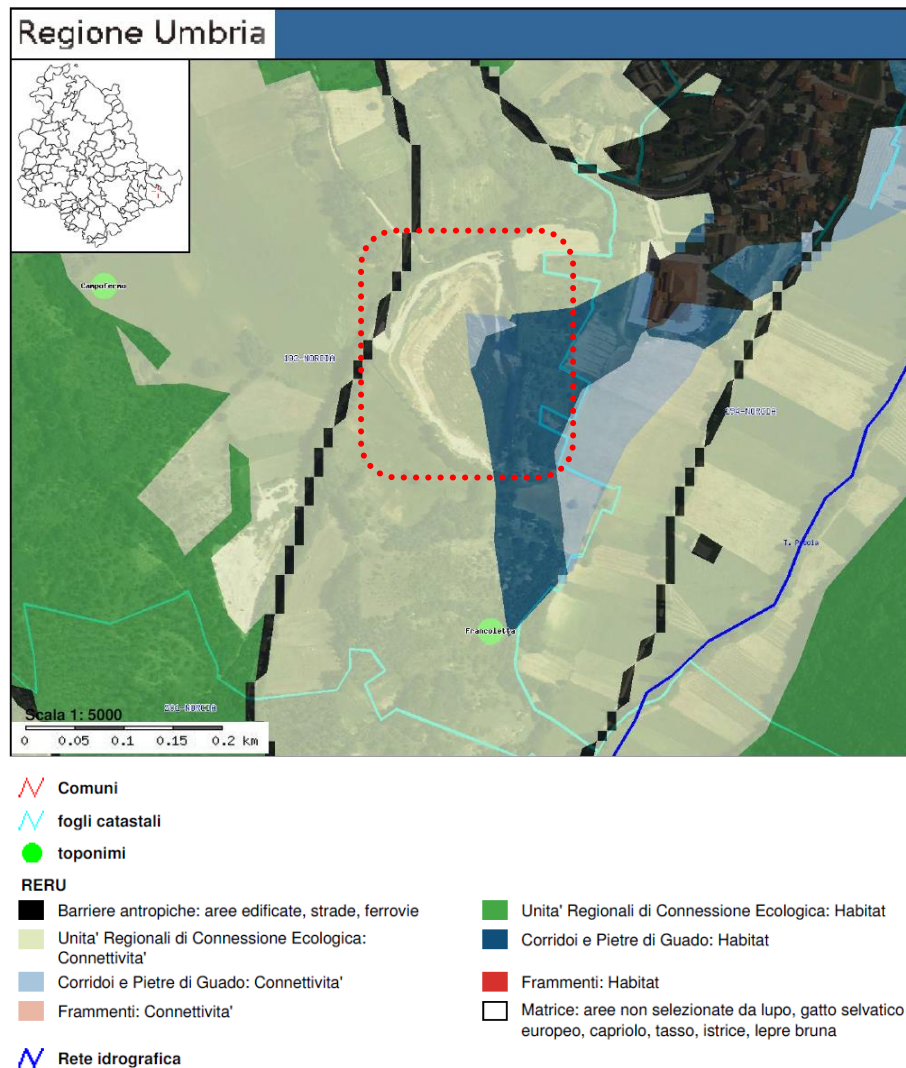 Regione Umbria
Campofermo
193-NORCIA
Francoletta
Scala 1: 5000
0 0.05 0.1 0.15 0.2 km
Comuni
fogli catastali
toponimi
RERU
Barriere antropiche: aree edificate, strade, ferrovie
Unita' Regionali di Connessione Ecologica:
Connettivita'
Corridoi e Pietre di Guado: Connettivita'
Frammenti: Connettivita'
Rete idrografica
Unita' Regionali di Connessione Ecologica: Habitat
Corridoi e Pietre di Guado: Habitat
Frammenti: Habitat
Matrice: aree non selezionate da lupo, gatto selvatico
europeo, capriolo, tasso, istrice, lepre bruna